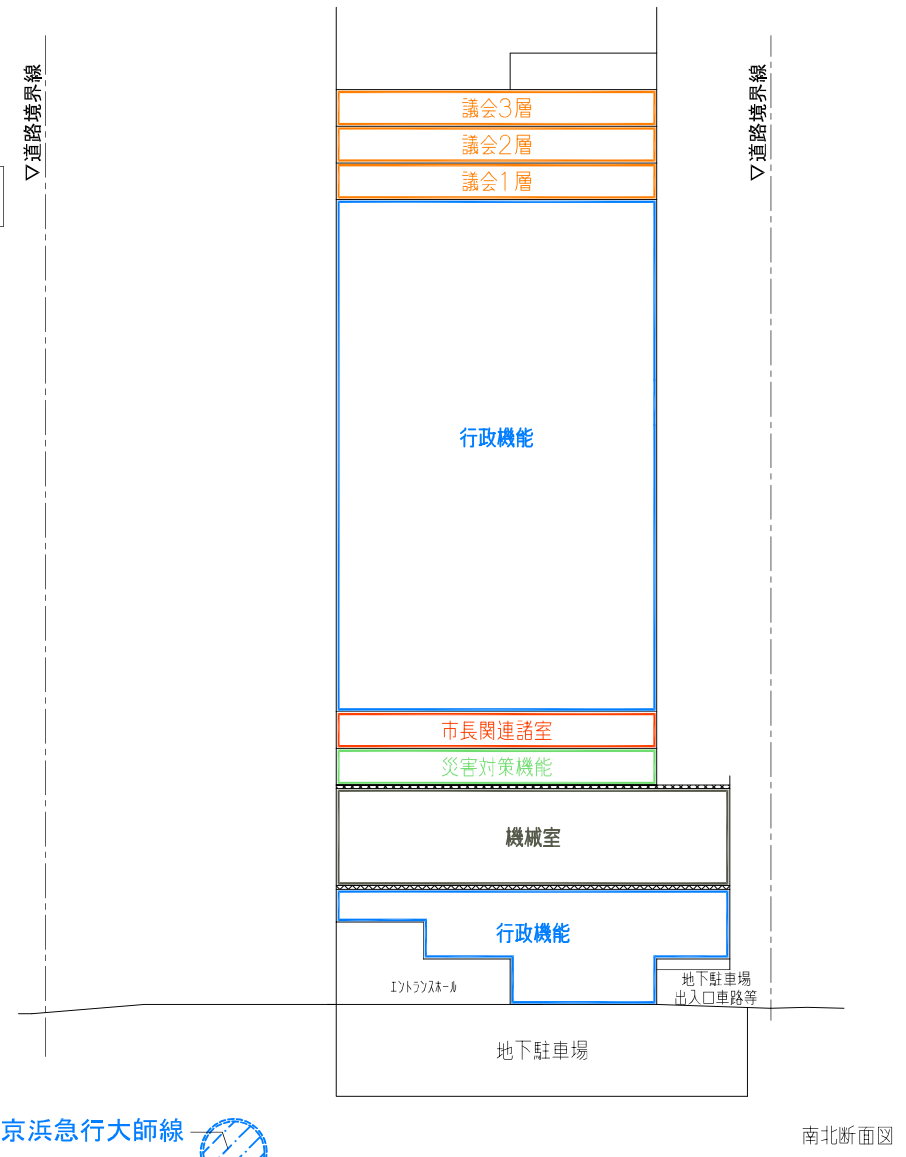 ▽道路境界線
▽道路境界線
議会3層
議会2層
議会1層
行政機能
市長関連諸室
災害対策機能
機械室
行政機能
エントランスホール
地下駐車場
出入口車路等
地下駐車場
京浜急行大師線
南北断面図